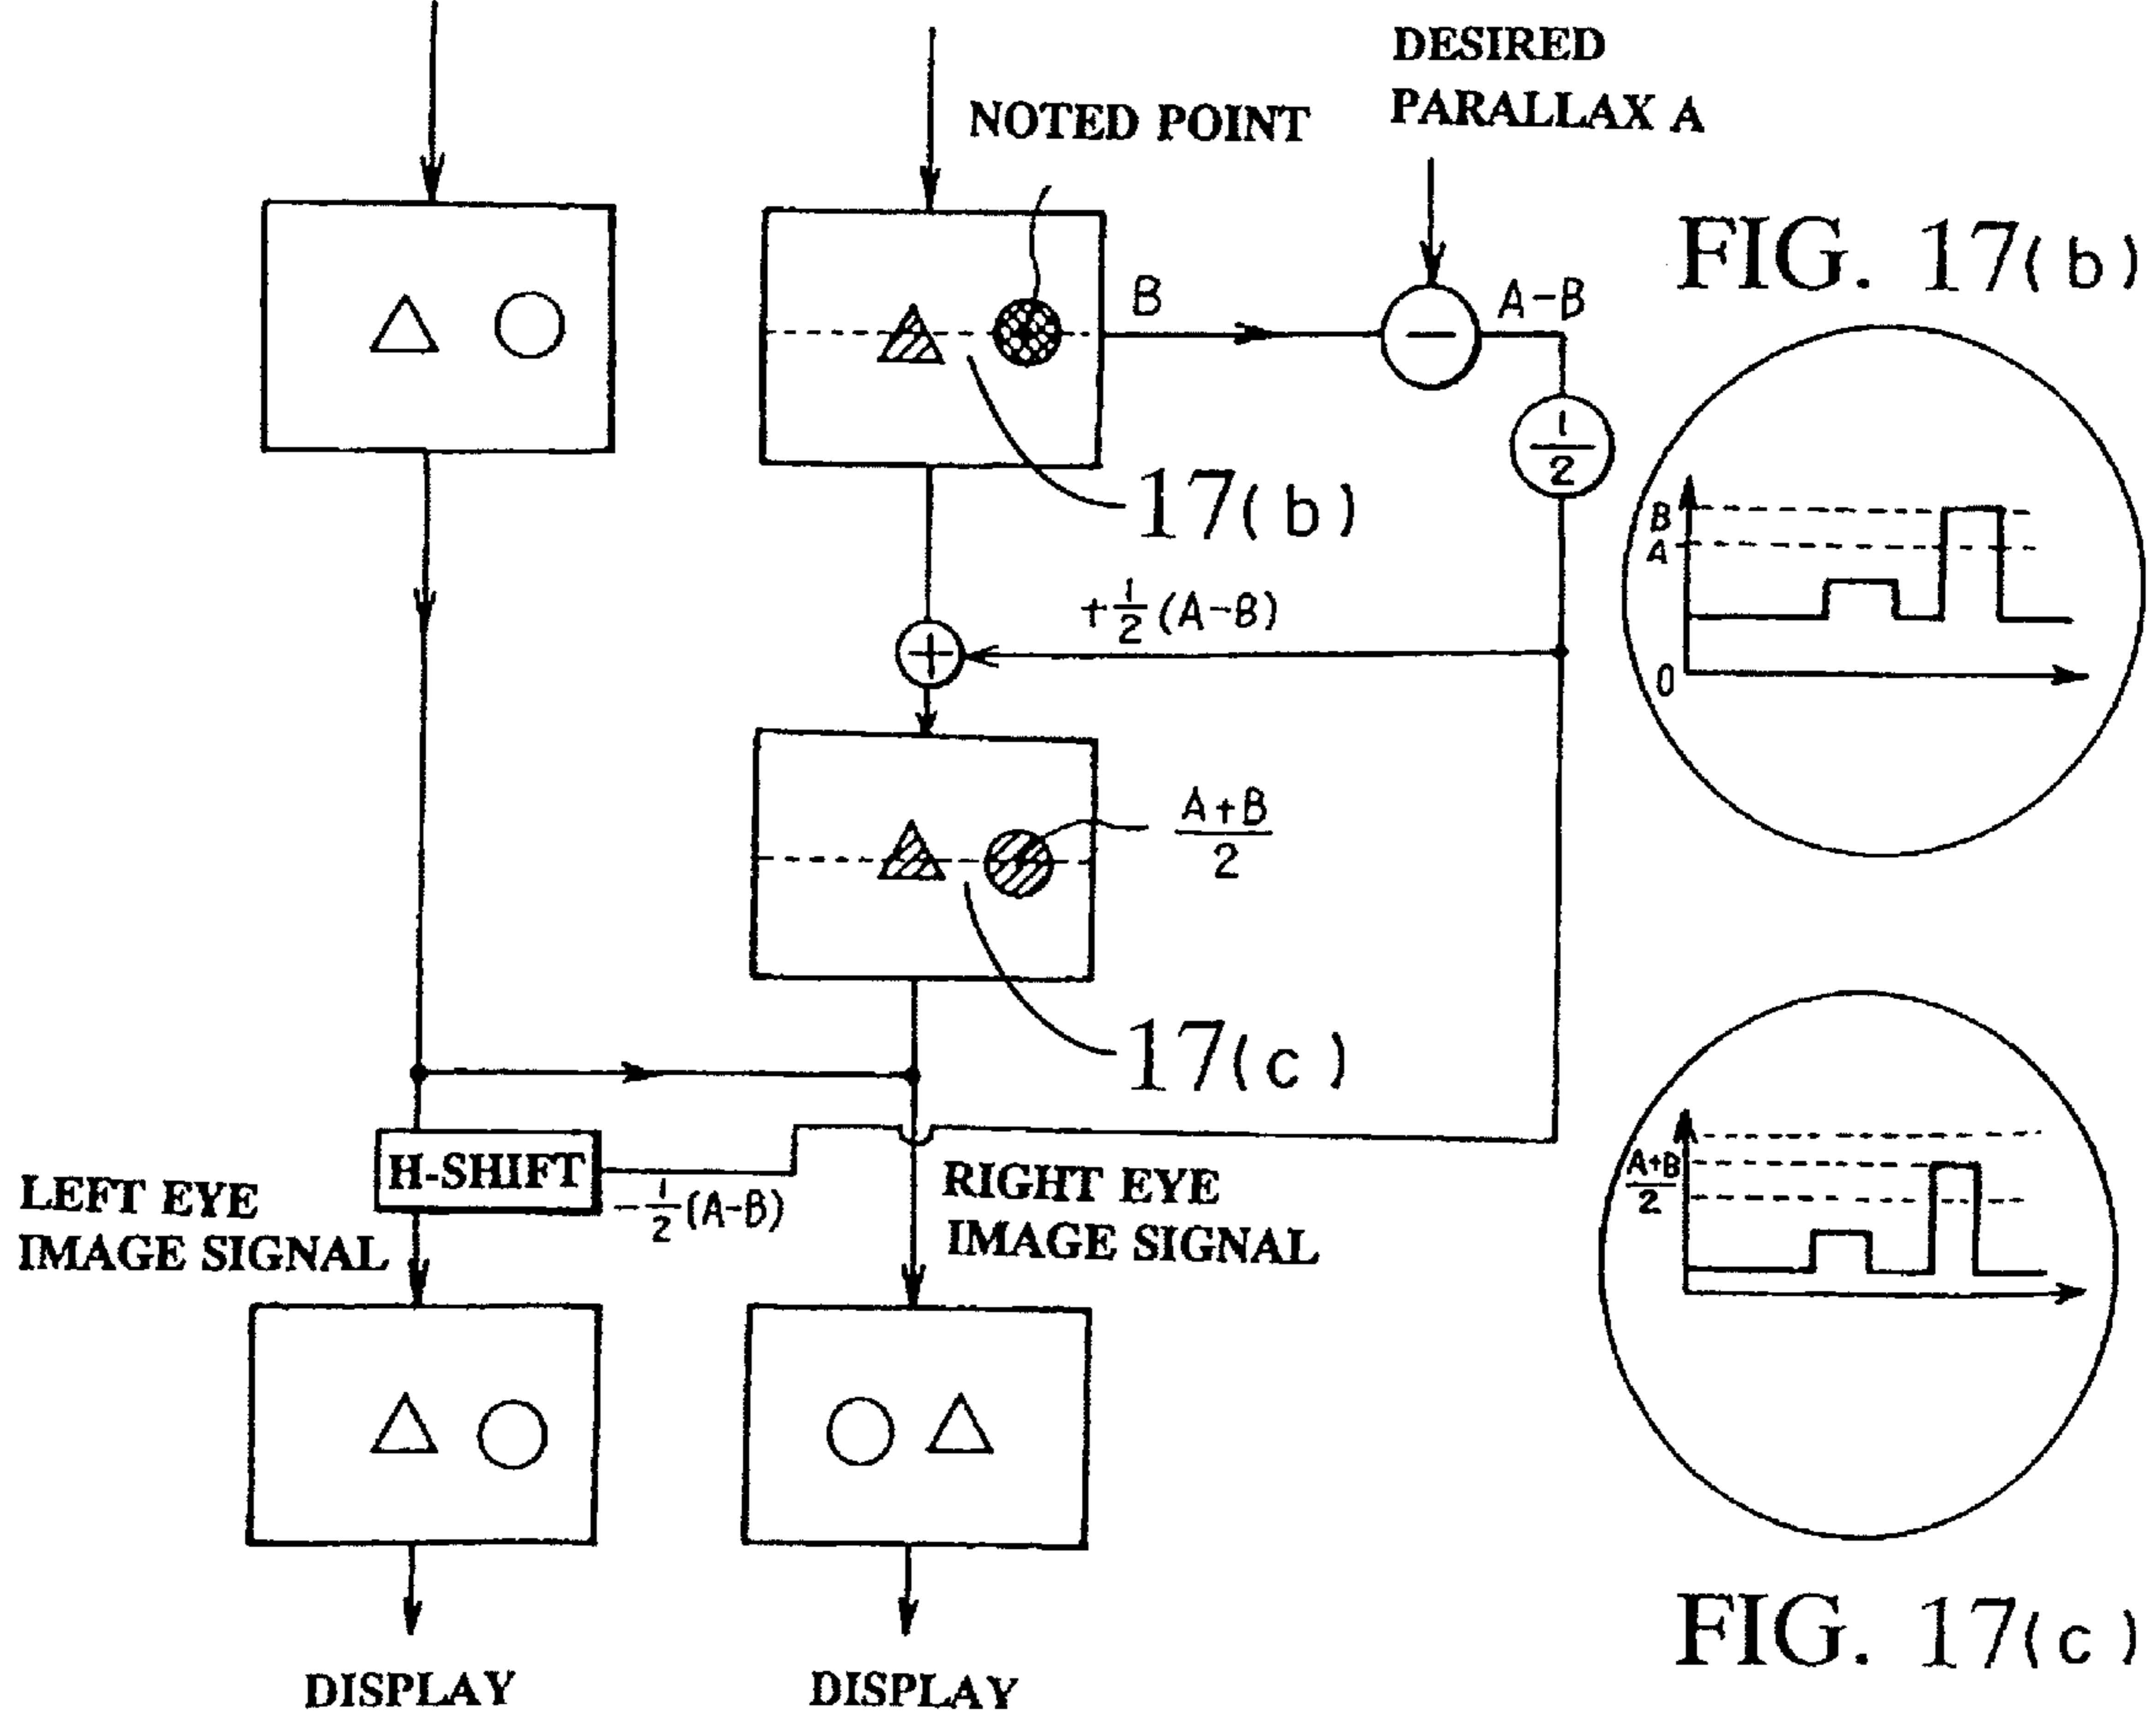 DESIRED
PARALLAX A
NOTED POINT
FIG. 17(b)
B
−
A−B
1/2
17(b)
B
A
0
+1/2(A−B)
+
A+B/2
17(c)
H-SHIFT
−1/2(A−B)
LEFT EYE
IMAGE SIGNAL
RIGHT EYE
IMAGE SIGNAL
A+B/2
DISPLAY
DISPLAY
FIG. 17(c)